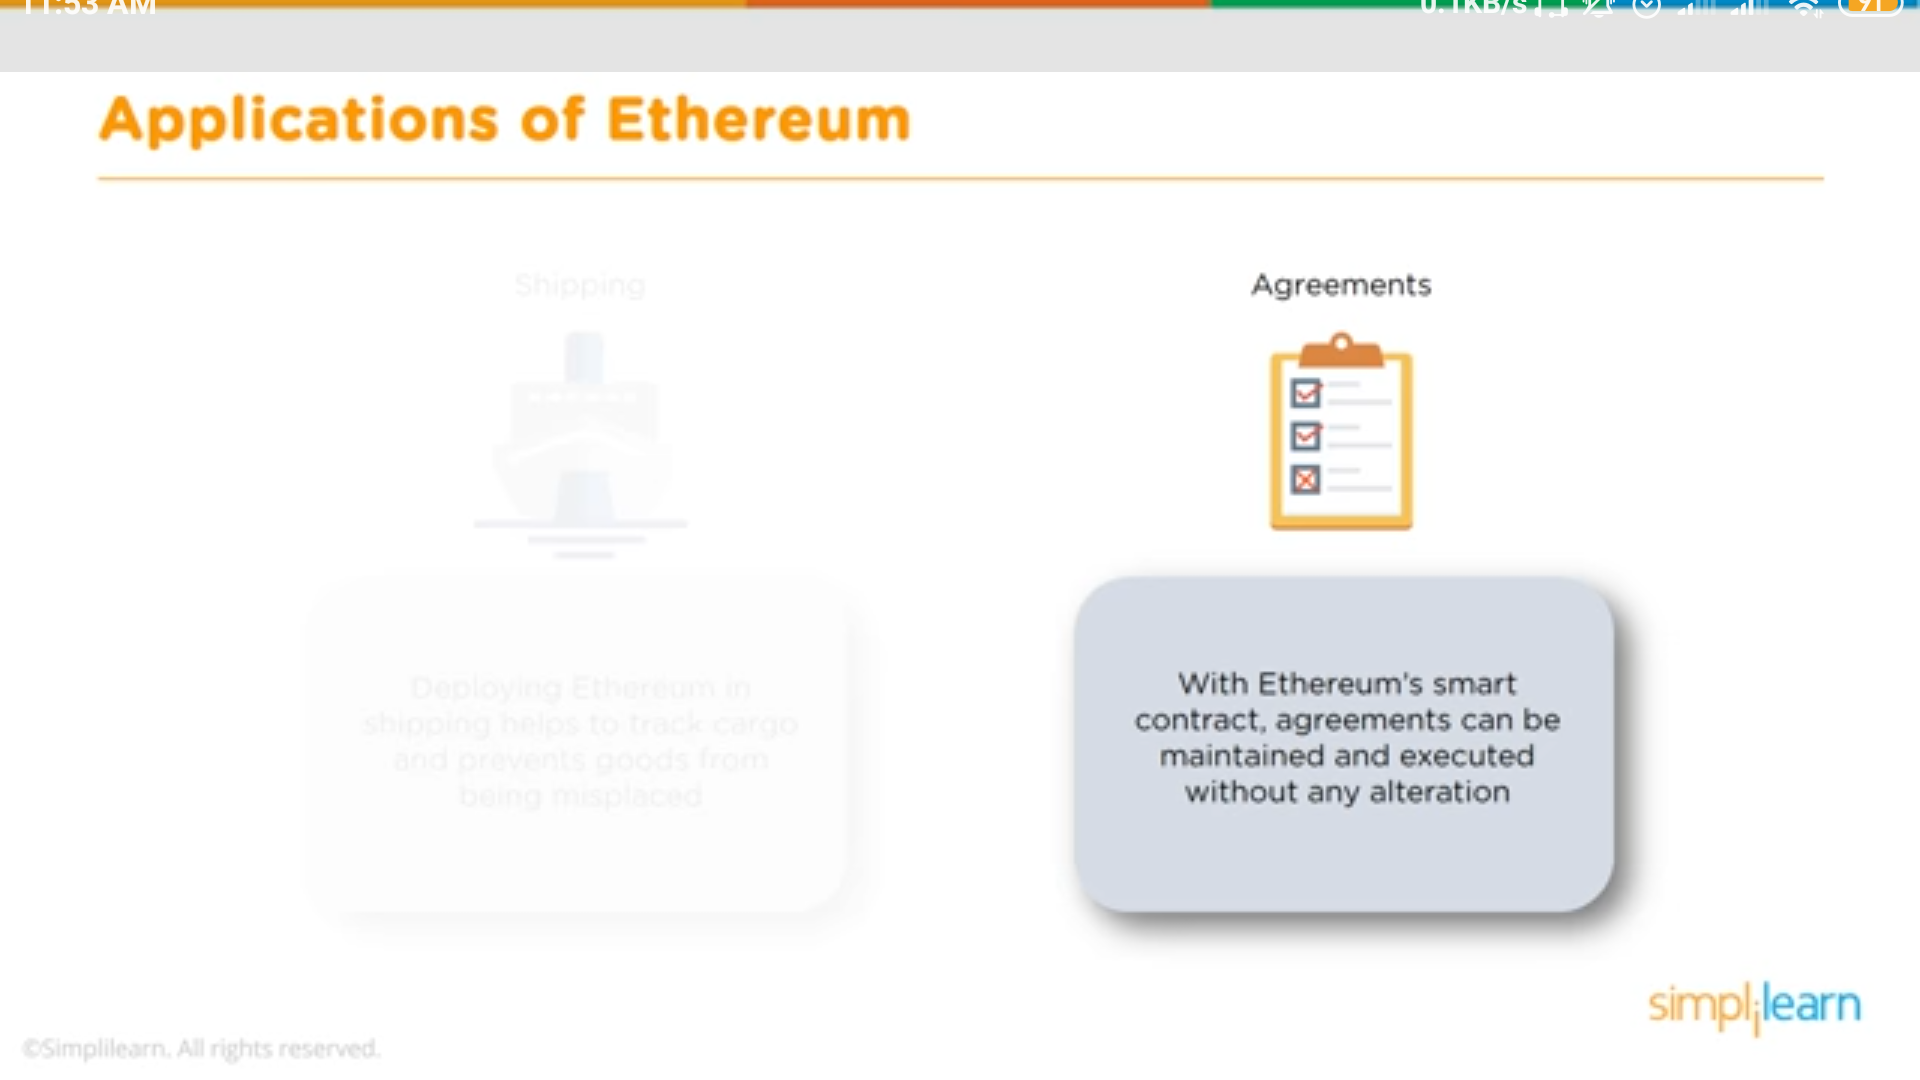 11:53 AM
0.1KB/s
91
Applications of Ethereum
Shipping
Agreements
Deploying Ethereum in
shipping helps to track cargo
and prevents goods from
being misplaced
With Ethereum's smart
contract, agreements can be
maintained and executed
without any alteration
simplilearn
©Simplilearn. All rights reserved.